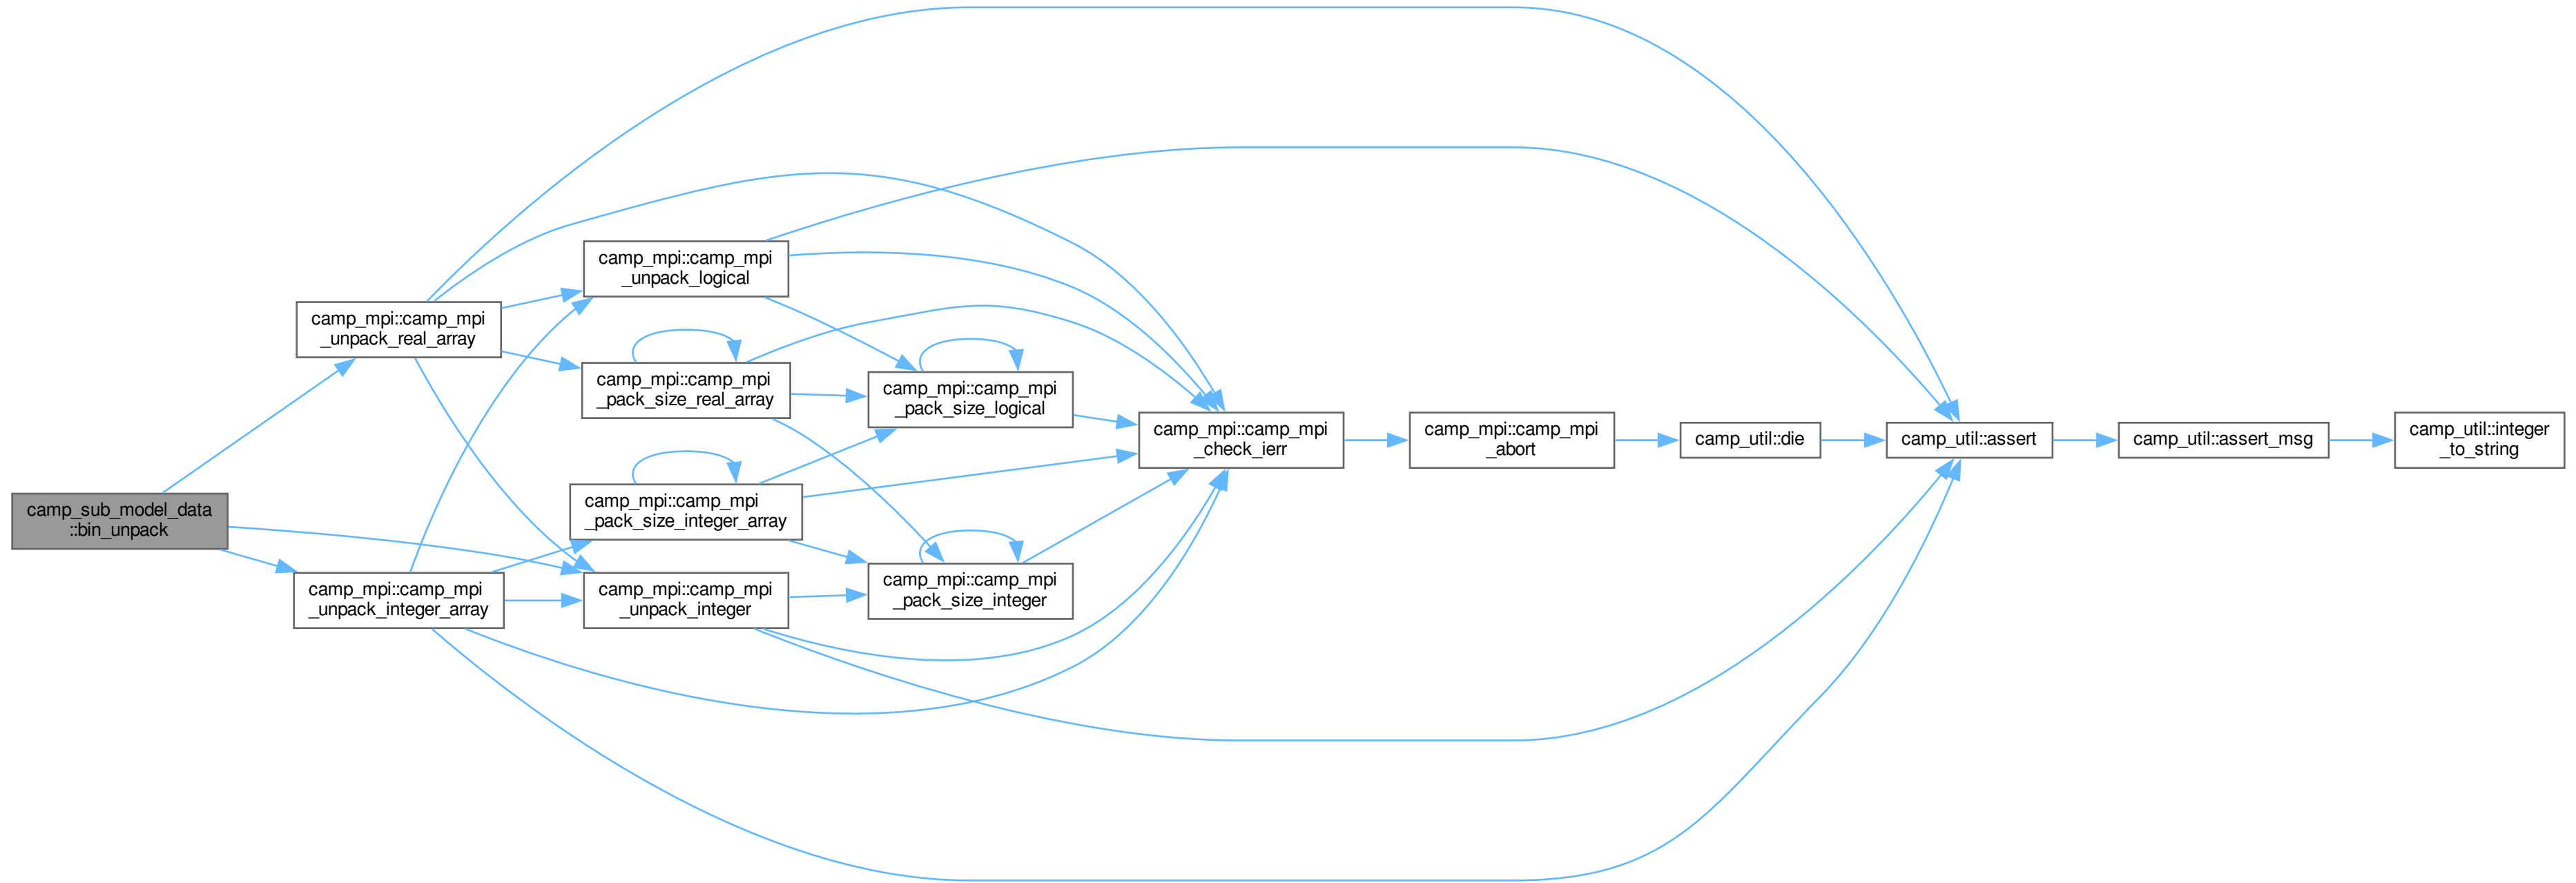 camp_sub_model_data
::bin_unpack
camp_mpi::camp_mpi
_unpack_real_array
camp_mpi::camp_mpi
_unpack_integer_array
camp_mpi::camp_mpi
_unpack_logical
camp_mpi::camp_mpi
_pack_size_real_array
camp_mpi::camp_mpi
_pack_size_integer_array
camp_mpi::camp_mpi
_unpack_integer
camp_mpi::camp_mpi
_pack_size_logical
camp_mpi::camp_mpi
_pack_size_integer
camp_mpi::camp_mpi
_check_ierr
camp_mpi::camp_mpi
_abort
camp_util::die
camp_util::assert
camp_util::assert_msg
camp_util::integer
_to_string